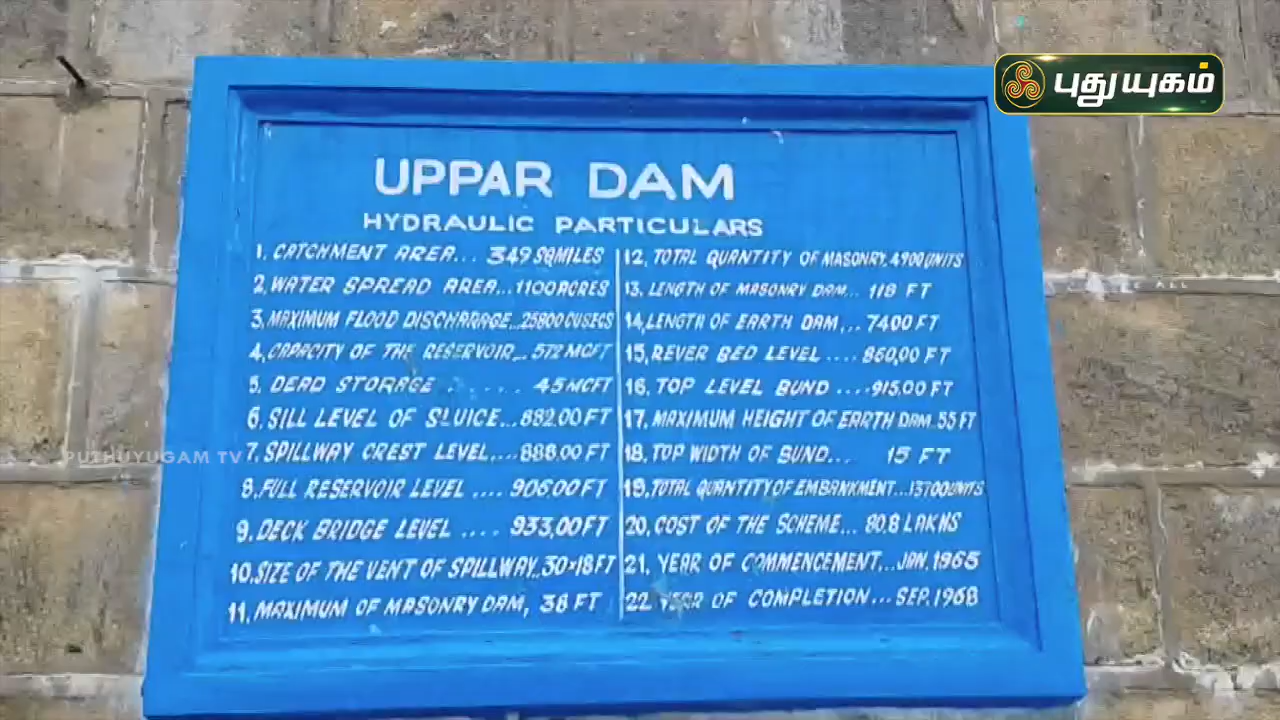 புதுயுகம்
UPPAR DAM
HYDRAULIC PARTICULARS
1. CATCHMENT AREA... 349 SQMILES
2. WATER SPREAD AREA...1100 ACRES
3. MAXIMUM FLOOD DISCHARAGE...25800 CUSECS
4. CAPACITY OF THE RESERVOIR... 572 MCFT
5. DEAD STORAGE . . . . . . 45 MCFT
6. SILL LEVEL OF SLUICE...882.00 FT
7. SPILLWAY CREST LEVEL....888.00 FT
8. FULL RESERVOIR LEVEL .... 906.00 FT
9. DECK BRIDGE LEVEL .... 933.00 FT
10. SIZE OF THE VENT OF SPILLWAY..30×18 FT
11. MAXIMUM OF MASONRY DAM, 38 FT
12. TOTAL QUANTITY OF MASONRY. 4900 UNITS
13. LENGTH OF MASONRY DAM... 118 FT
14. LENGTH OF EARTH DAM... 7400 FT
15. REVER BED LEVEL .... 860.00 FT
16. TOP LEVEL BUND ....915.00 FT
17. MAXIMUM HEIGHT OF EARTH DAM..55 FT
18. TOP WIDTH OF BUND.... 15 FT
19. TOTAL QUANTITY OF EMBANKMENT...13700 UNITS
20. COST OF THE SCHEME... 80.8 LAKNS
21. YEAR OF COMMENCEMENT...JAN. 1965
22 YEAR OF COMPLETION...SEP. 1968
PUTHUYUGAM TV